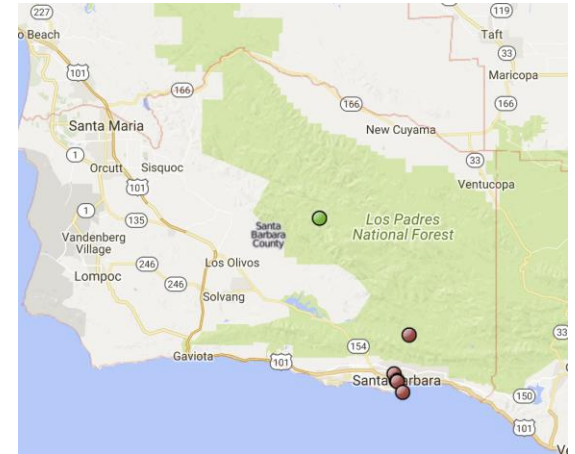 227
o Beach
119
Taft
33
101
Maricopa
166
166
166
Santa Maria
New Cuyama
1
Orcutt
Sisquoc
33
101
Ventucopa
1
135
Santa
Barbara
County
Los Padres
National Forest
Vandenberg
Village
246
Los Olivos
Lompoc
246
Solvang
33
154
Gaviota
101
101
Santa Barbara
150
101
Ve